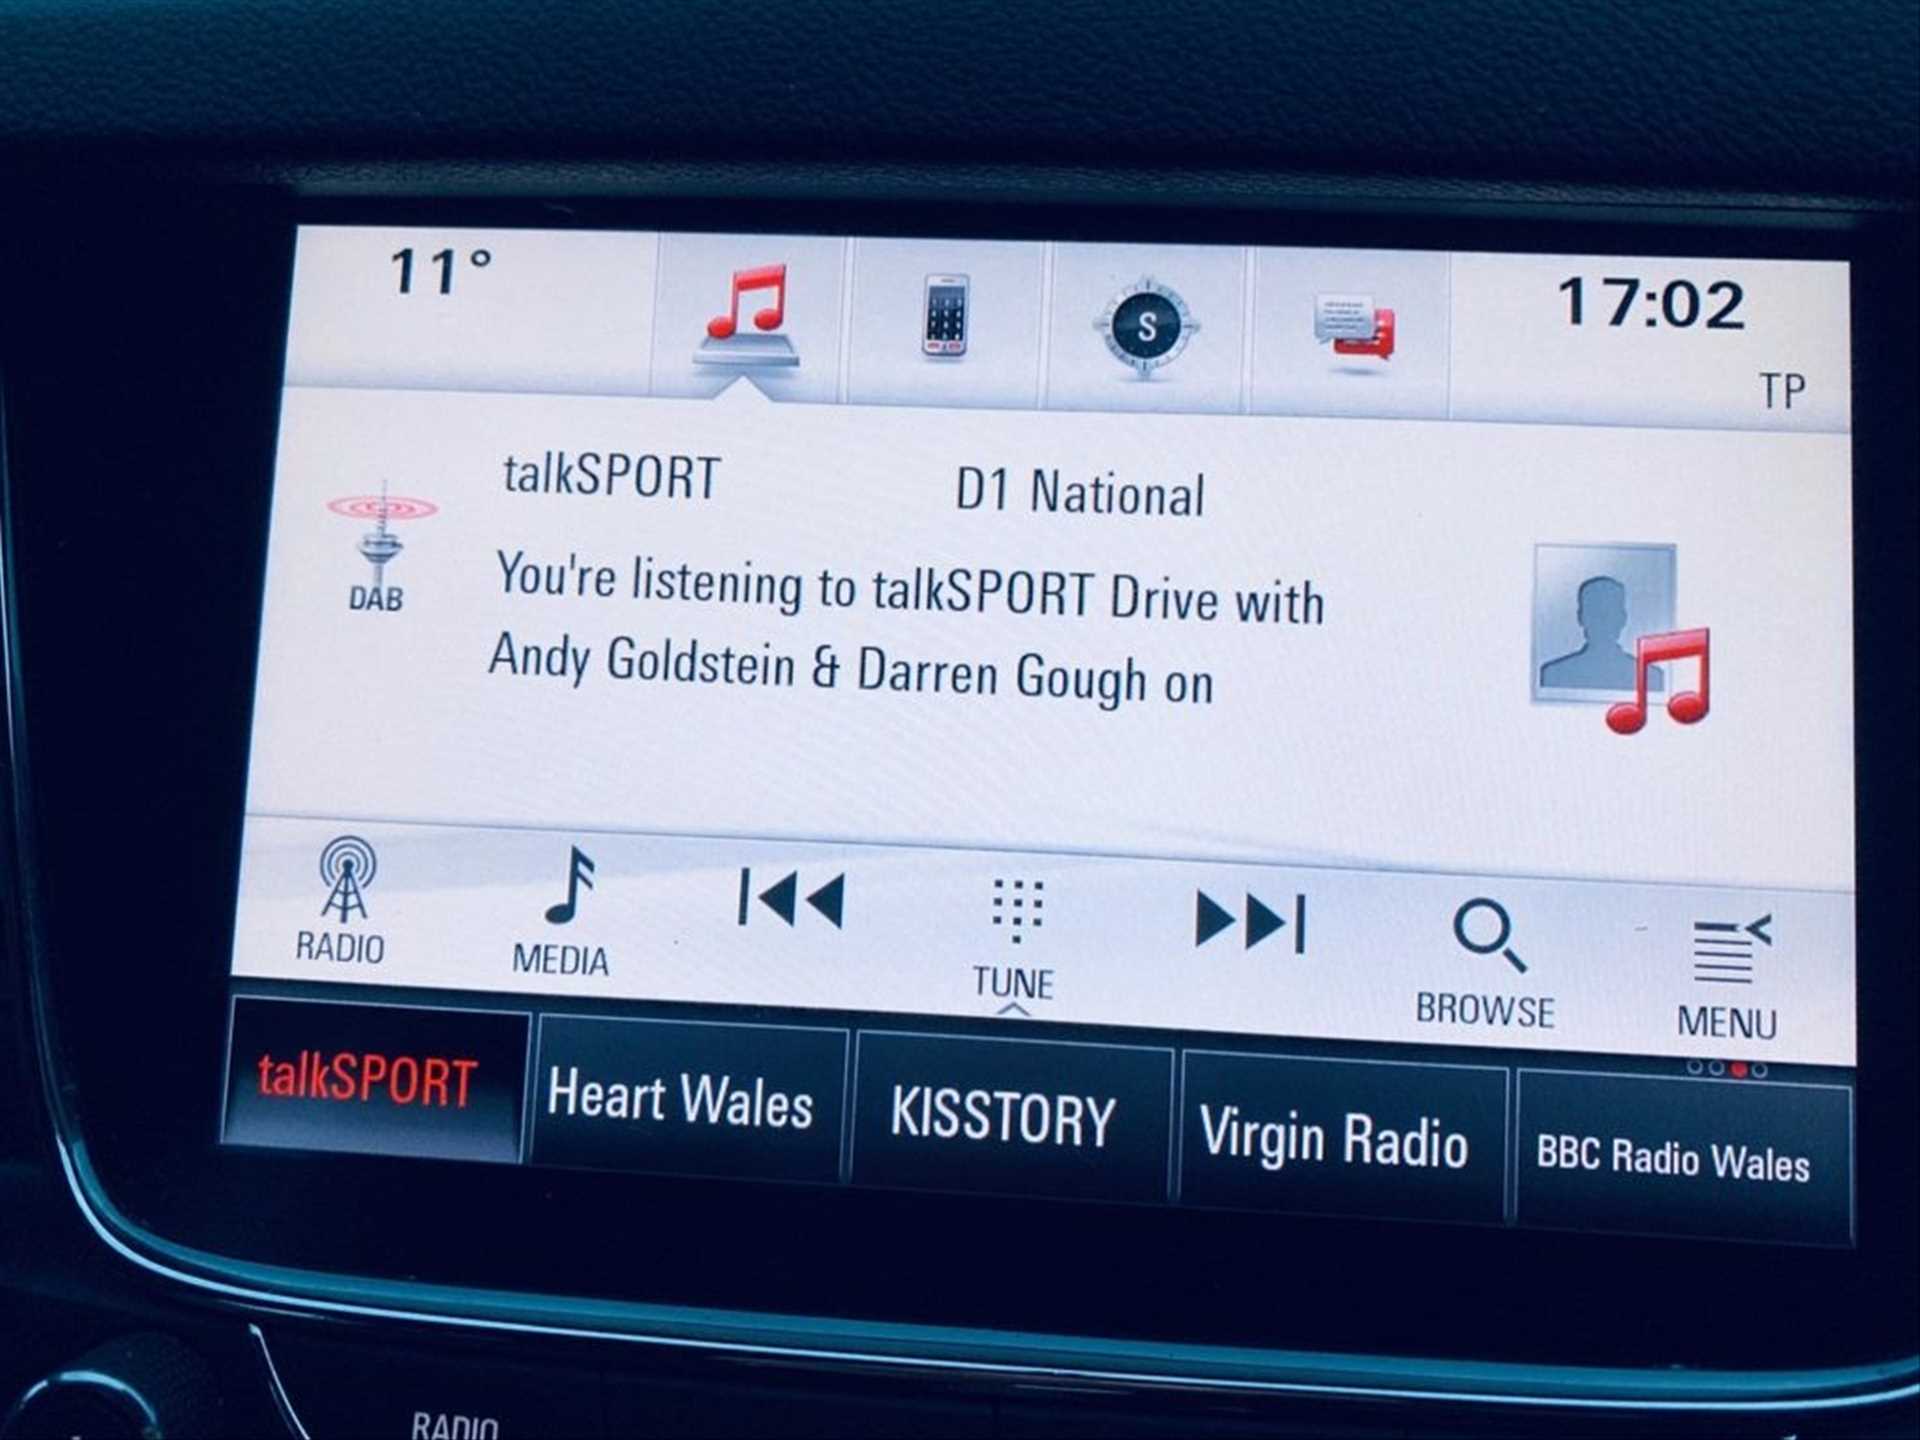 11°
S
17:02
TP
talkSPORT
D1 National
DAB
You're listening to talkSPORT Drive with
Andy Goldstein & Darren Gough on
RADIO
MEDIA
TUNE
BROWSE
MENU
talkSPORT
Heart Wales
KISSTORY
Virgin Radio
BBC Radio Wales
RADIO